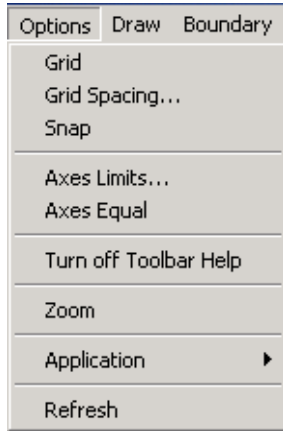 Options Draw Boundary
Grid
Grid Spacing...
Snap
Axes Limits...
Axes Equal
Turn off Toolbar Help
Zoom
Application
Refresh